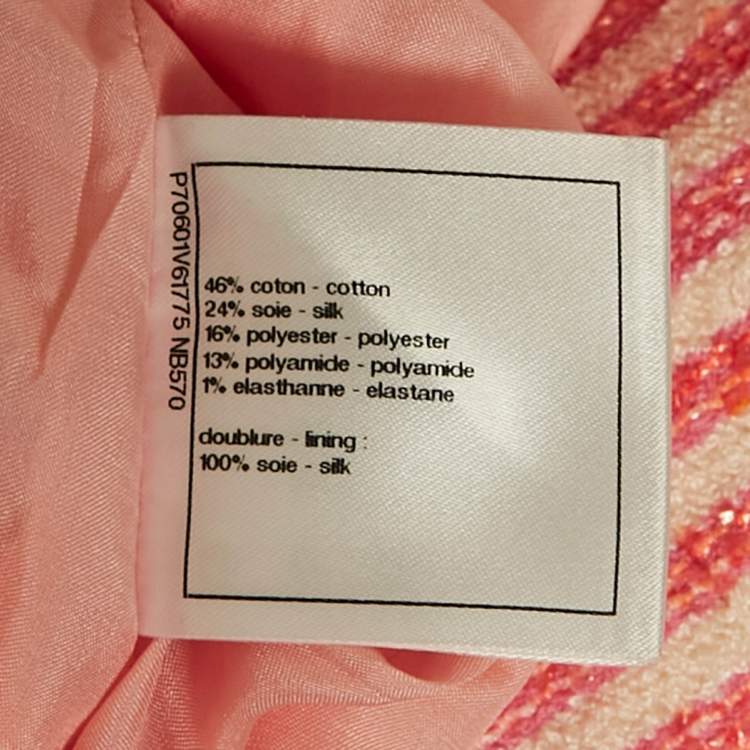 P70601V61775 NB570
46% coton - cotton
24% soie - silk
16% polyester - polyester
13% polyamide - polyamide
1% elasthanne - elastane
doublure - lining :
100% soie - silk